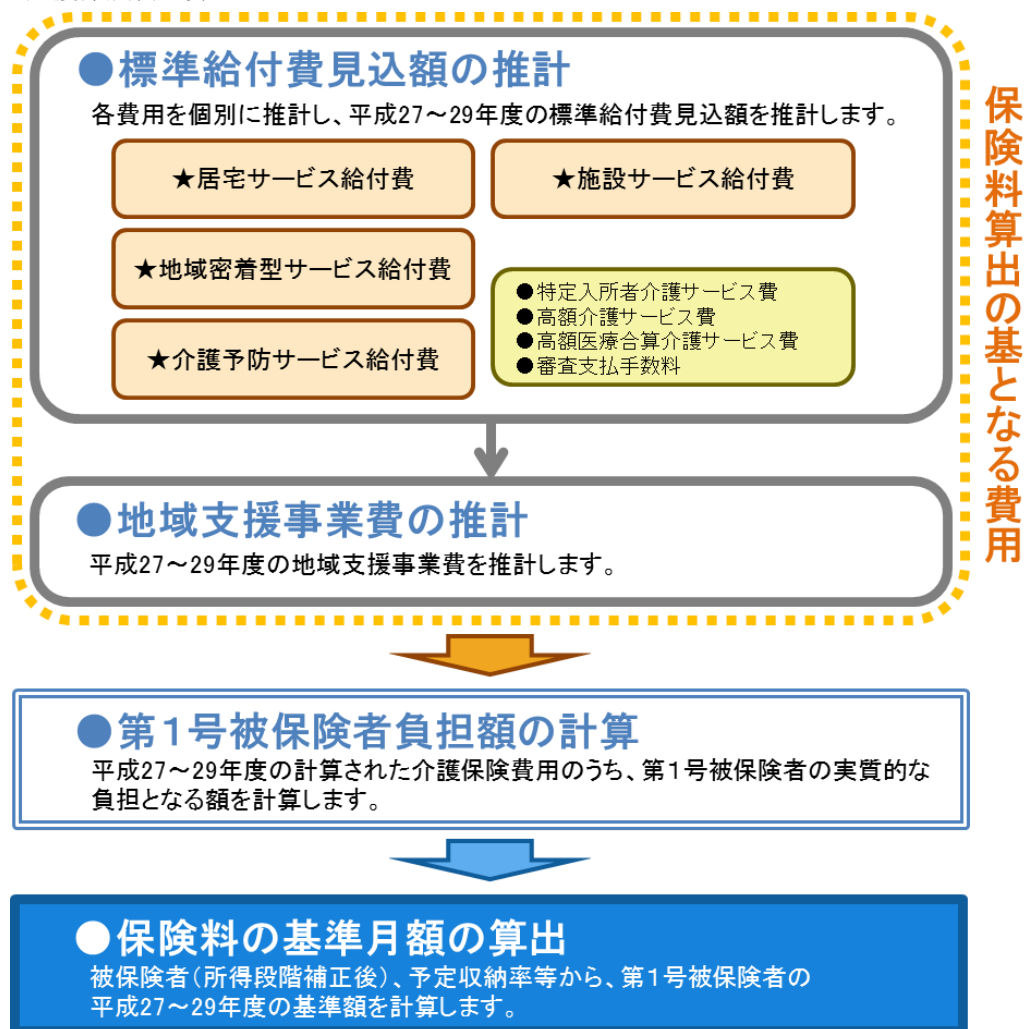 ●標準給付費見込額の推計
各費用を個別に推計し、平成27～29年度の標準給付費見込額を推計します。
★居宅サービス給付費
★施設サービス給付費
★地域密着型サービス給付費
★介護予防サービス給付費
●特定入所者介護サービス費
●高額介護サービス費
●高額医療合算介護サービス費
●審査支払手数料
●地域支援事業費の推計
平成27～29年度の地域支援事業費を推計します。
保険料算出の基となる費用
●第１号被保険者負担額の計算
平成27～29年度の計算された介護保険費用のうち、第１号被保険者の実質的な
負担となる額を計算します。
●保険料の基準月額の算出
被保険者（所得段階補正後）、予定収納率等から、第１号被保険者の
平成27～29年度の基準額を計算します。